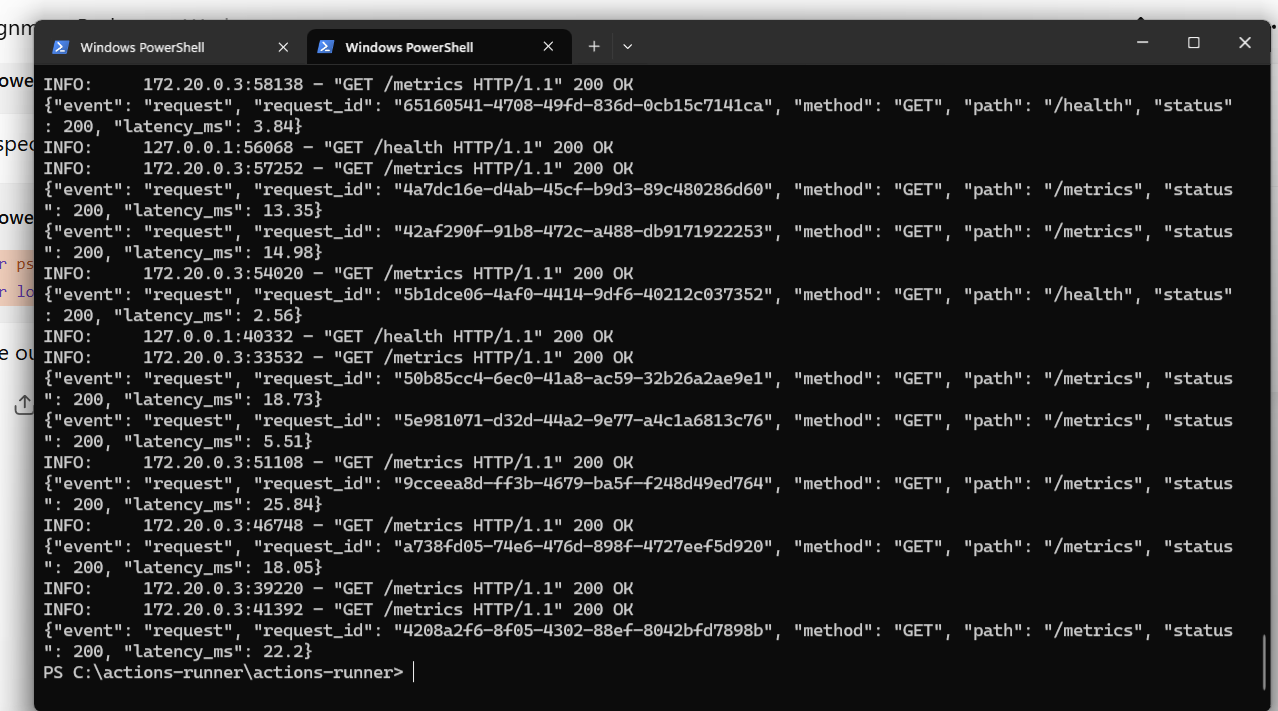 Windows PowerShell
Windows PowerShell
INFO:     172.20.0.3:58138 - "GET /metrics HTTP/1.1" 200 OK
{"event": "request", "request_id": "65160541-4708-49fd-836d-0cb15c7141ca", "method": "GET", "path": "/health", "status"
: 200, "latency_ms": 3.84}
INFO:     127.0.0.1:56068 - "GET /health HTTP/1.1" 200 OK
INFO:     172.20.0.3:57252 - "GET /metrics HTTP/1.1" 200 OK
{"event": "request", "request_id": "4a7dc16e-d4ab-45cf-b9d3-89c480286d60", "method": "GET", "path": "/metrics", "status
": 200, "latency_ms": 13.35}
{"event": "request", "request_id": "42af290f-91b8-472c-a488-db9171922253", "method": "GET", "path": "/metrics", "status
": 200, "latency_ms": 14.98}
INFO:     172.20.0.3:54020 - "GET /metrics HTTP/1.1" 200 OK
{"event": "request", "request_id": "5b1dce06-4af0-4414-9df6-40212c037352", "method": "GET", "path": "/health", "status"
: 200, "latency_ms": 2.56}
INFO:     127.0.0.1:40332 - "GET /health HTTP/1.1" 200 OK
INFO:     172.20.0.3:33532 - "GET /metrics HTTP/1.1" 200 OK
{"event": "request", "request_id": "50b85cc4-6ec0-41a8-ac59-32b26a2ae9e1", "method": "GET", "path": "/metrics", "status
": 200, "latency_ms": 18.73}
{"event": "request", "request_id": "5e981071-d32d-44a2-9e77-a4c1a6813c76", "method": "GET", "path": "/metrics", "status
": 200, "latency_ms": 5.51}
INFO:     172.20.0.3:51108 - "GET /metrics HTTP/1.1" 200 OK
{"event": "request", "request_id": "9cceea8d-ff3b-4679-ba5f-f248d49ed764", "method": "GET", "path": "/metrics", "status
": 200, "latency_ms": 25.84}
INFO:     172.20.0.3:46748 - "GET /metrics HTTP/1.1" 200 OK
{"event": "request", "request_id": "a738fd05-74e6-476d-898f-4727eef5d920", "method": "GET", "path": "/metrics", "status
": 200, "latency_ms": 18.05}
INFO:     172.20.0.3:39220 - "GET /metrics HTTP/1.1" 200 OK
INFO:     172.20.0.3:41392 - "GET /metrics HTTP/1.1" 200 OK
{"event": "request", "request_id": "4208a2f6-8f05-4302-88ef-8042bfd7898b", "method": "GET", "path": "/metrics", "status
": 200, "latency_ms": 22.2}
PS C:\actions-runner\actions-runner>